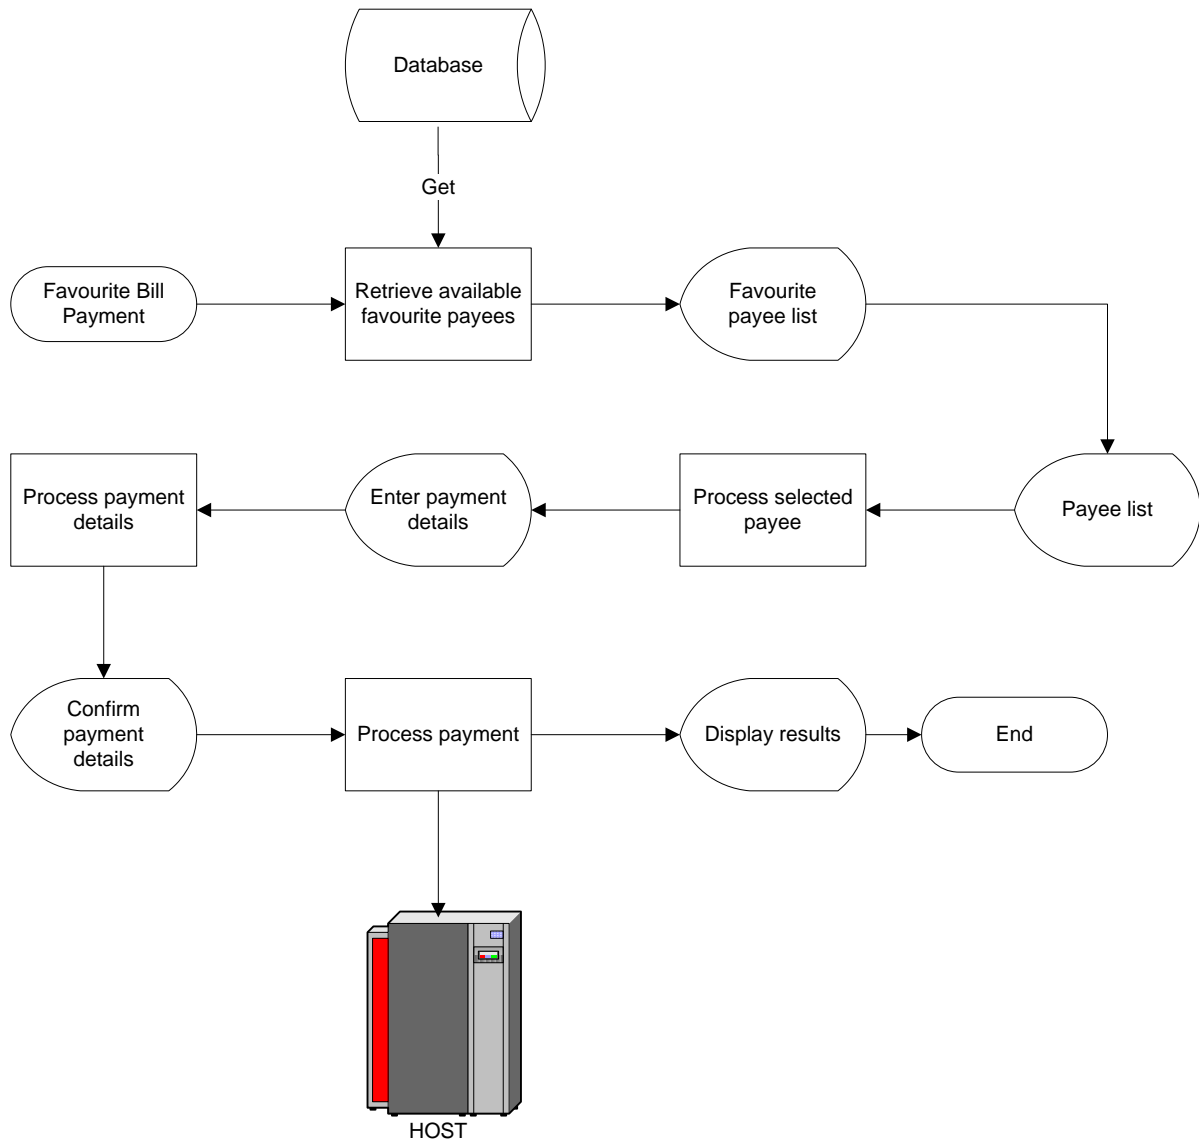 Database
Get
Favourite Bill
Payment
Retrieve available
favourite payees
Favourite
payee list
Process payment
details
Enter payment
details
Process selected
payee
Payee list
Confirm
payment
details
Process payment
Display results
End
HOST